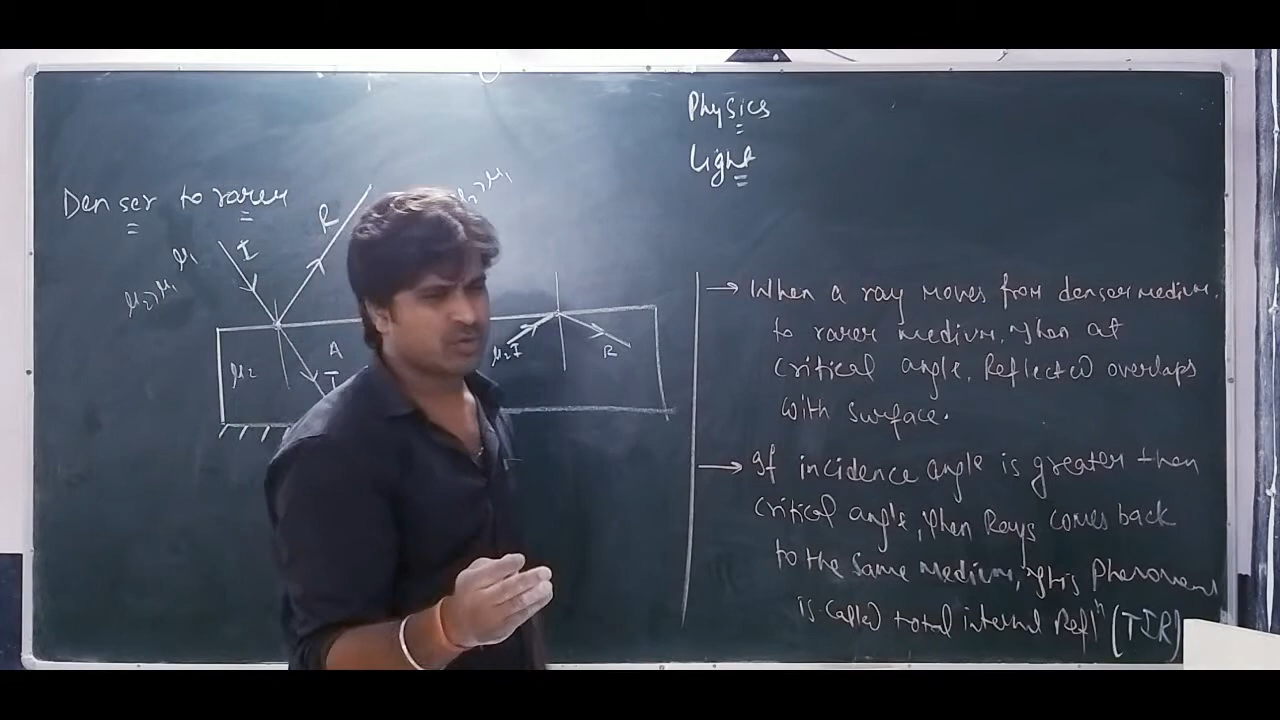 Physics
Light
Denser to rarer
R
μ2>μ1
I
μ1
μ2>μ1
A
μ2
I
μ2 I
R
→ When a ray moves from denser medium.
to rarer medium, then at
critical angle, Reflected overlaps
with surface.
→ If incidence angle is greater then
critical angle, then Rays comes back
to the same medium, this Phenomenn
is called total internal Reflⁿ (TIR)